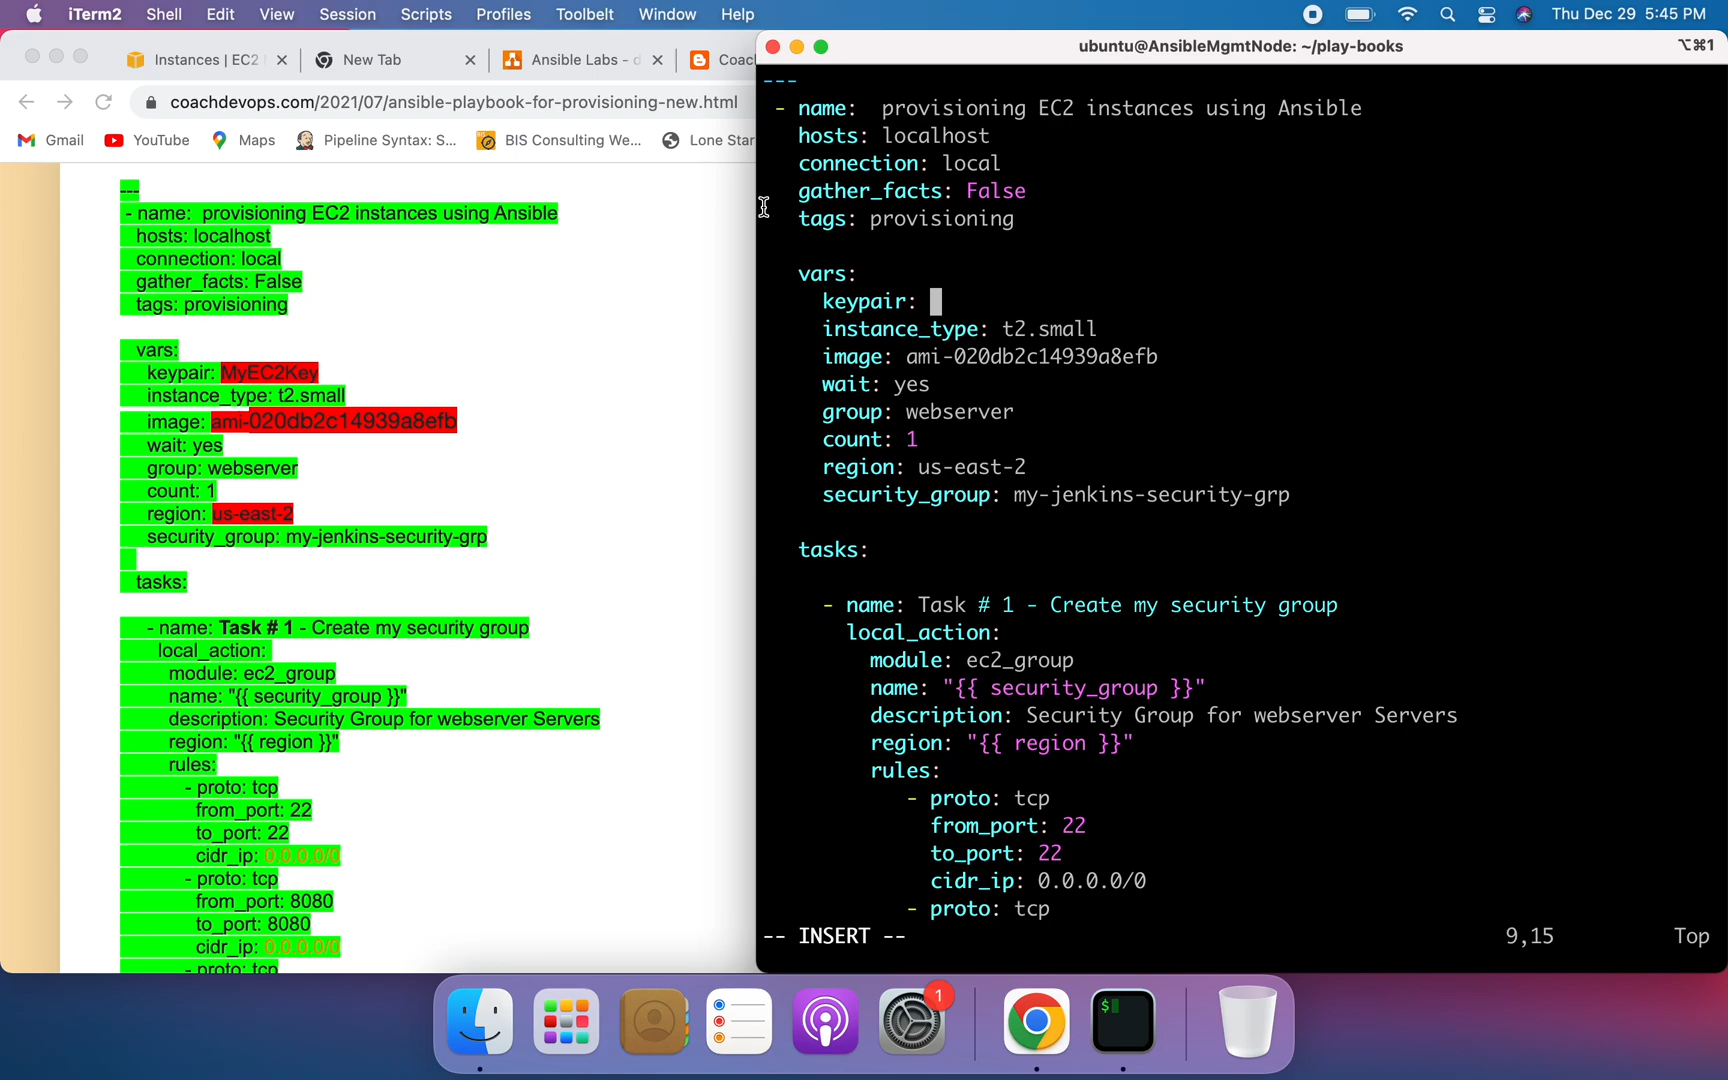 iTerm2 Shell Edit View Session Scripts Profiles Toolbelt Window Help Thu Dec 29 5:45 PM
Instances | EC2 New Tab Ansible Labs - d Coac
coachdevops.com/2021/07/ansible-playbook-for-provisioning-new.html
Gmail YouTube Maps Pipeline Syntax: S... BIS Consulting We... Lone Star
---
- name:  provisioning EC2 instances using Ansible
hosts: localhost
connection: local
gather_facts: False
tags: provisioning
vars:
keypair: MyEC2Key
instance_type: t2.small
image: ami-020db2c14939a8efb
wait: yes
group: webserver
count: 1
region: us-east-2
security_group: my-jenkins-security-grp
tasks:
- name: Task # 1 - Create my security group
local_action:
module: ec2_group
name: "{{ security_group }}"
description: Security Group for webserver Servers
region: "{{ region }}"
rules:
- proto: tcp
from_port: 22
to_port: 22
cidr_ip: 0.0.0.0/0
- proto: tcp
from_port: 8080
to_port: 8080
cidr_ip: 0.0.0.0/0
- proto: tcp
ubuntu@AnsibleMgmtNode: ~/play-books ⌥⌘1
---
- name:  provisioning EC2 instances using Ansible
hosts: localhost
connection: local
gather_facts: False
tags: provisioning
vars:
keypair:
instance_type: t2.small
image: ami-020db2c14939a8efb
wait: yes
group: webserver
count: 1
region: us-east-2
security_group: my-jenkins-security-grp
tasks:
- name: Task # 1 - Create my security group
local_action:
module: ec2_group
name: "{{ security_group }}"
description: Security Group for webserver Servers
region: "{{ region }}"
rules:
- proto: tcp
from_port: 22
to_port: 22
cidr_ip: 0.0.0.0/0
- proto: tcp
-- INSERT -- 9,15 Top
1
$